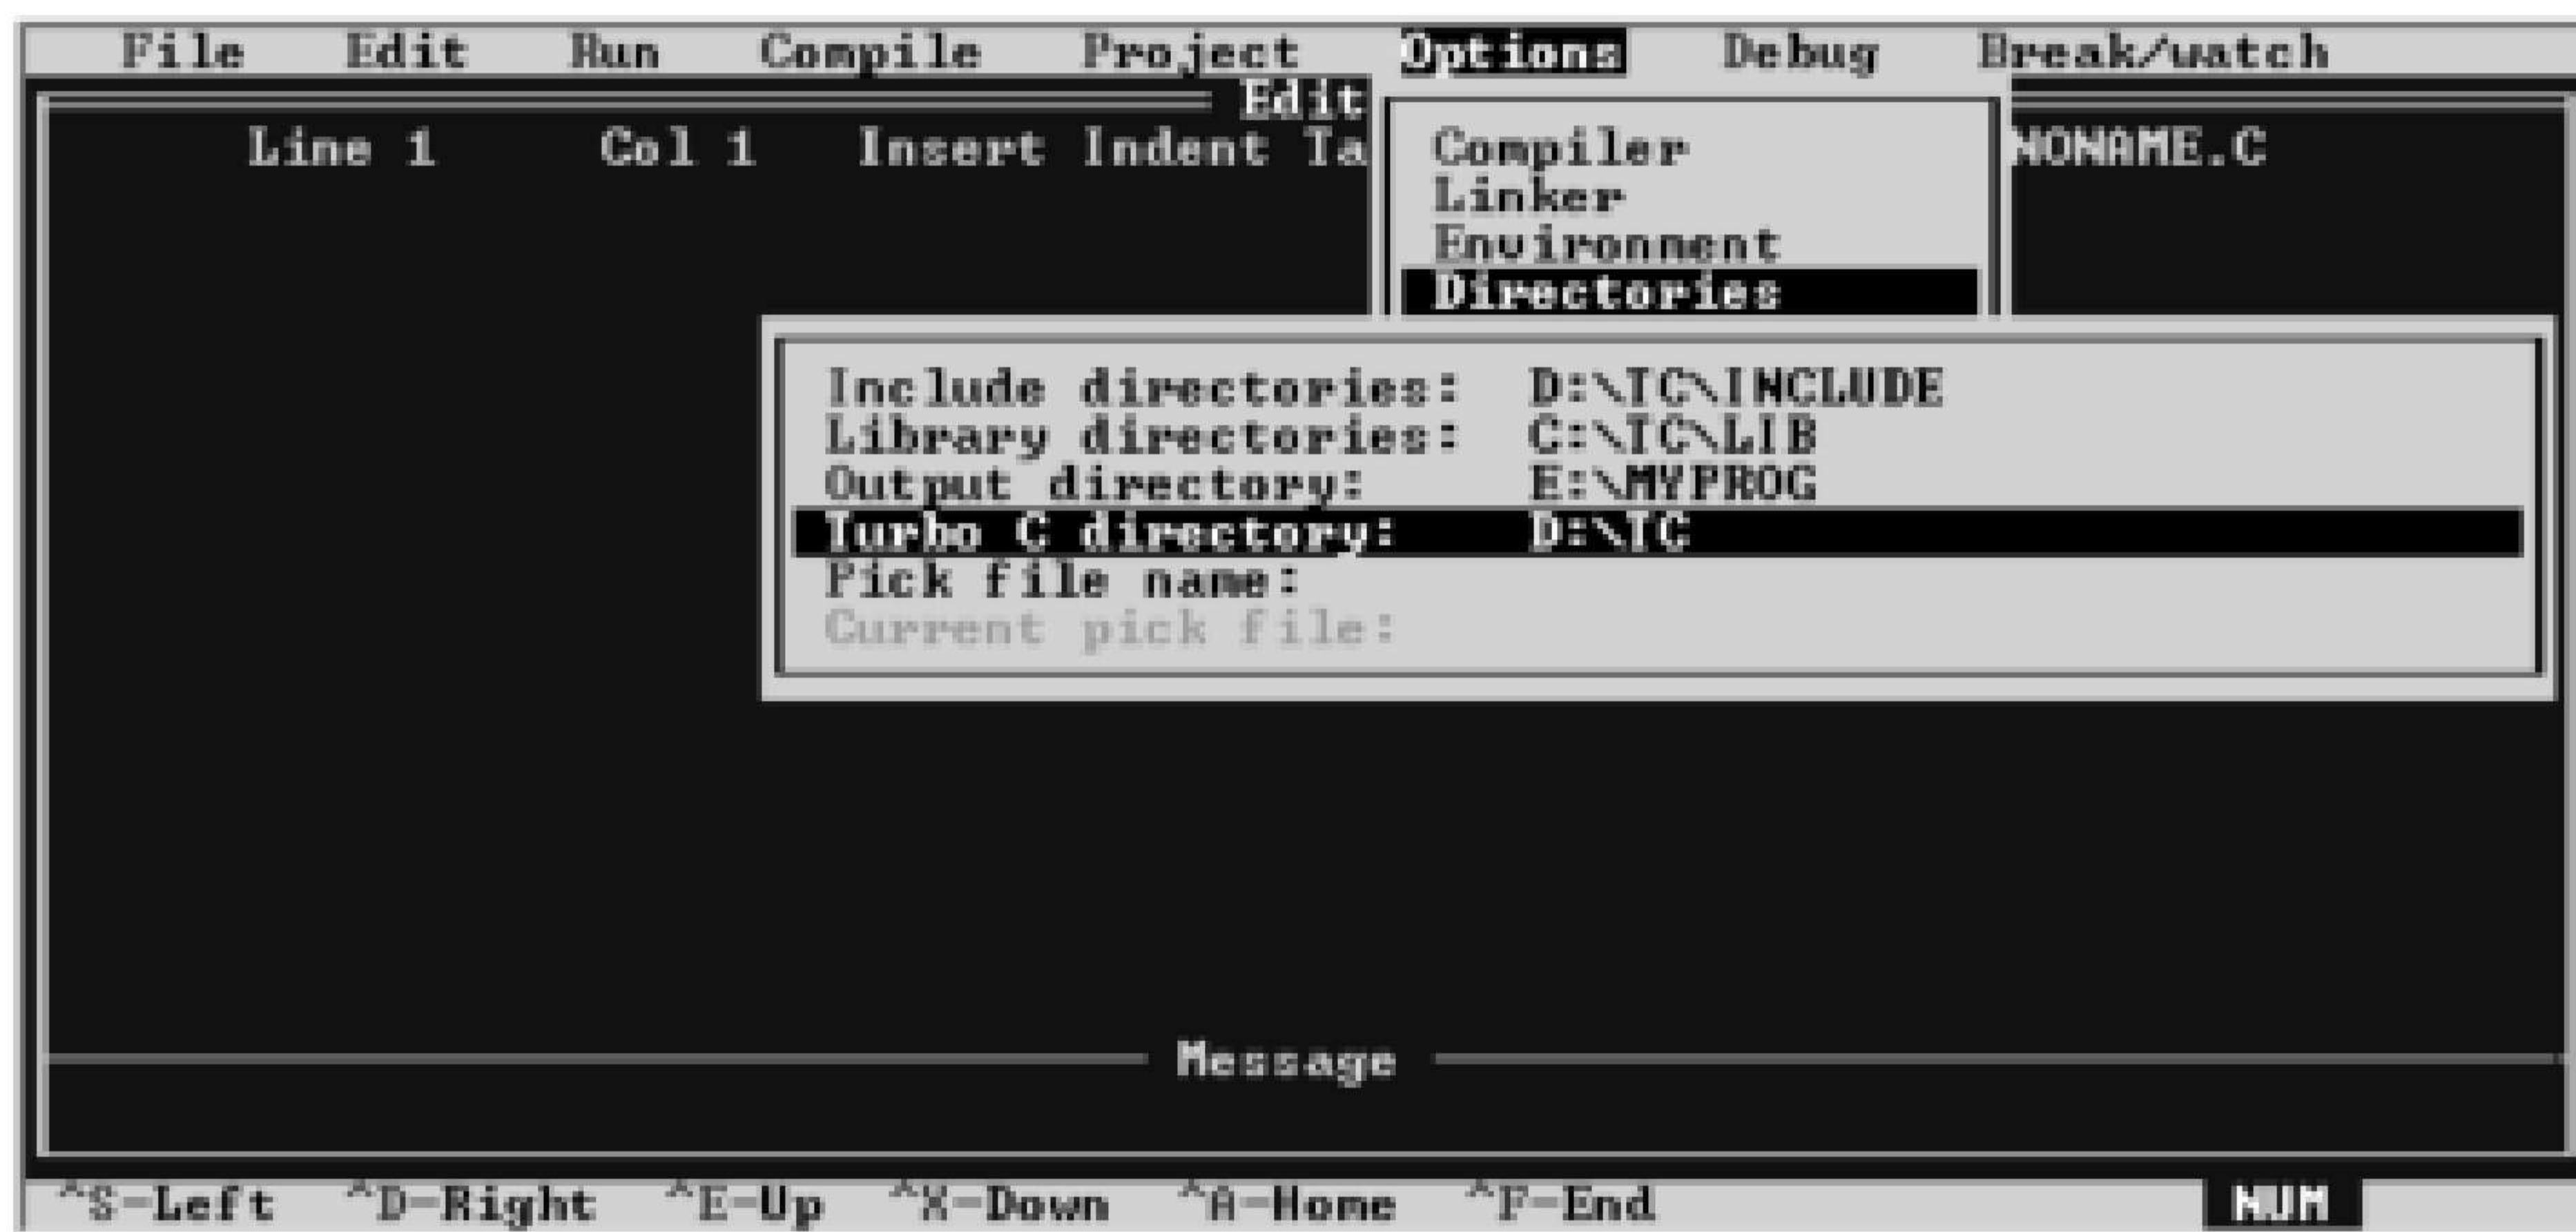 File Edit Run Compile Project Options Debug Break/watch
Edit
Line 1 Col 1 Insert Indent Ta NONAME.C
Compiler
Linker
Environment
Directories
Include directories: D:\TC\INCLUDE
Library directories: C:\TC\LIB
Output directory: E:\MYPROG
Turbo C directory: D:\TC
Pick file name:
Current pick file:
Message
^S-Left ^D-Right ^E-Up ^X-Down ^A-Home ^F-End NUM